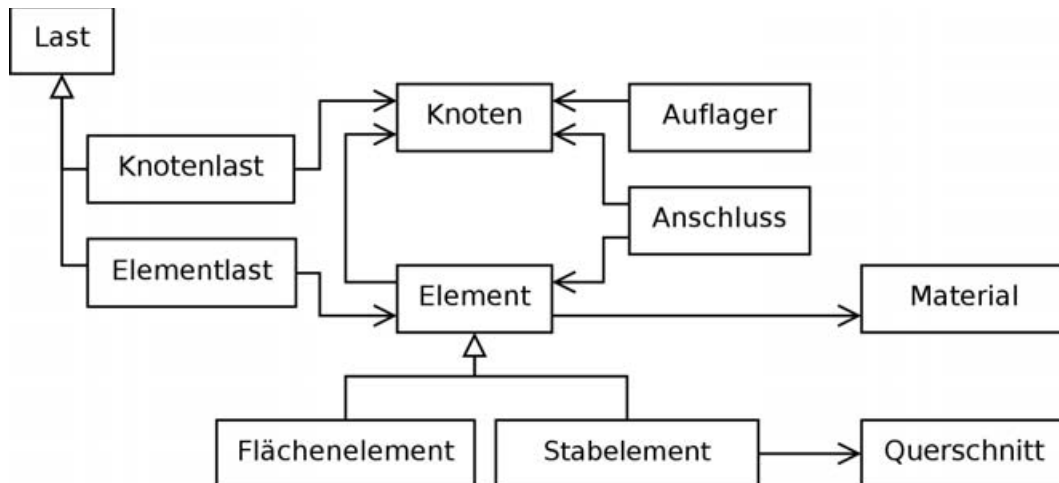 Last
Knoten
Auflager
Knotenlast
Anschluss
Elementlast
Element
Material
Flächenelement
Stabelement
Querschnitt